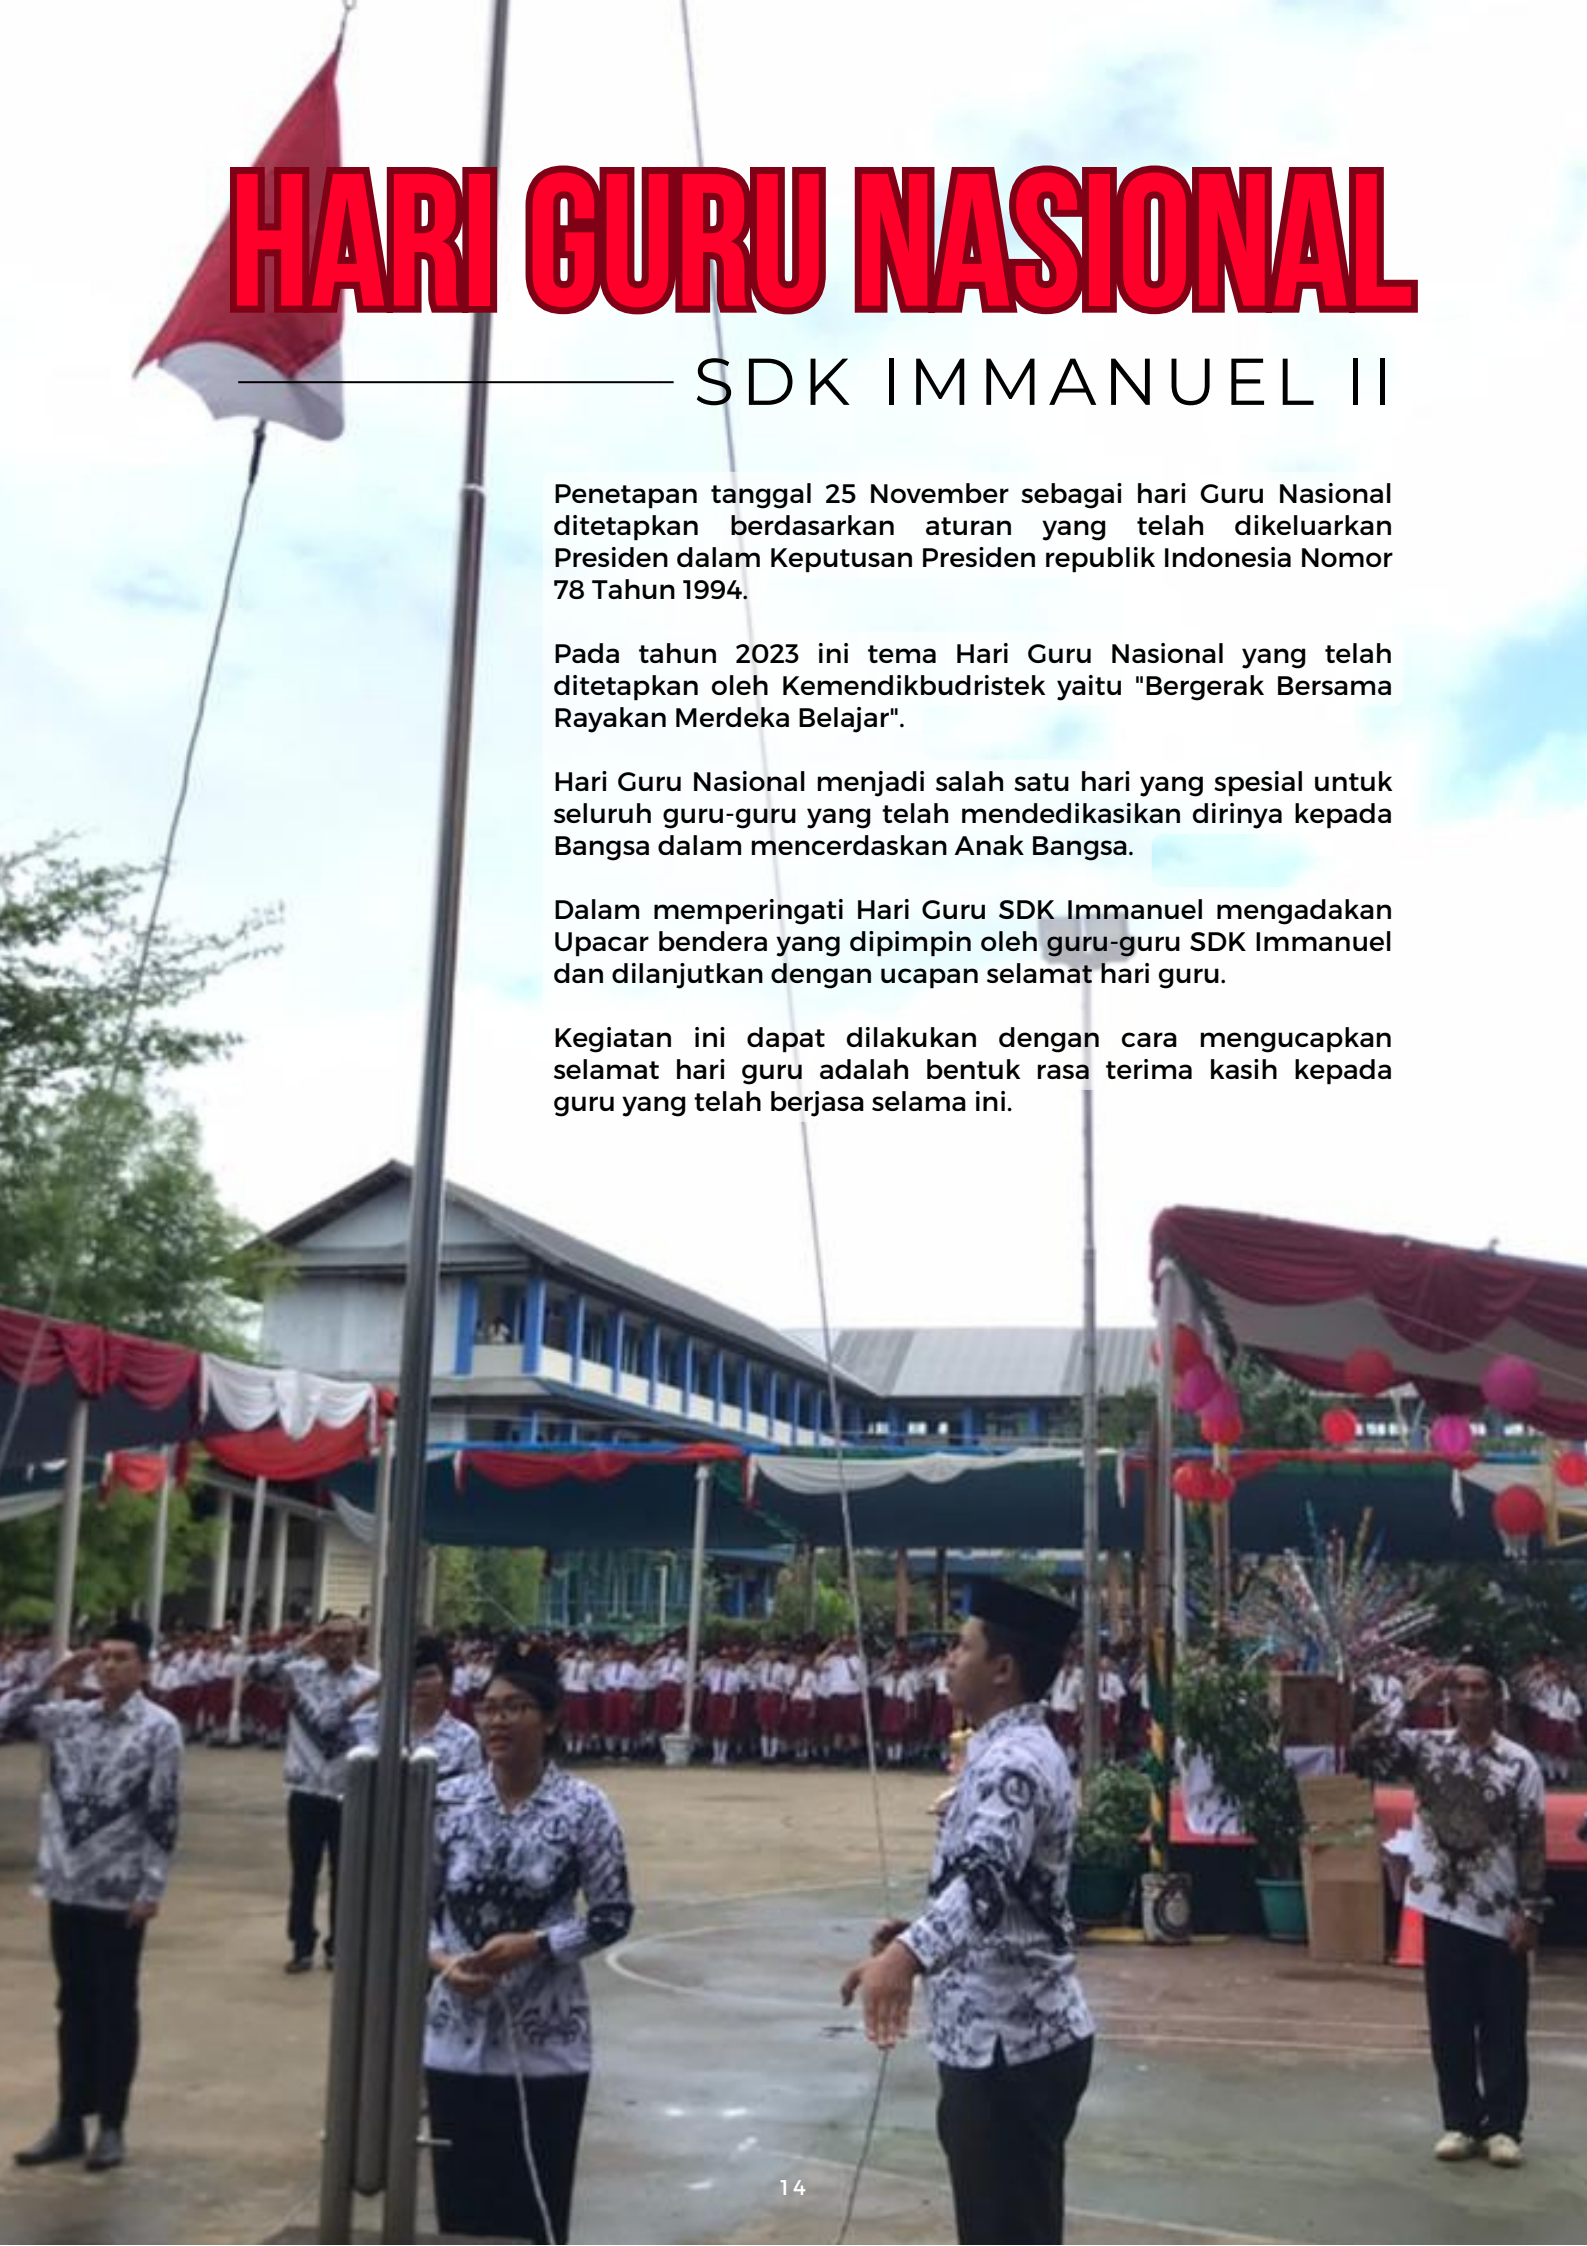 HARI GURU NASIONAL
SDK IMMANUEL II
Penetapan tanggal 25 November sebagai hari Guru Nasional
ditetapkan berdasarkan aturan yang telah dikeluarkan
Presiden dalam Keputusan Presiden republik Indonesia Nomor
78 Tahun 1994.
Pada tahun 2023 ini tema Hari Guru Nasional yang telah
ditetapkan oleh Kemendikbudristek yaitu "Bergerak Bersama
Rayakan Merdeka Belajar".
Hari Guru Nasional menjadi salah satu hari yang spesial untuk
seluruh guru-guru yang telah mendedikasikan dirinya kepada
Bangsa dalam mencerdaskan Anak Bangsa.
Dalam memperingati Hari Guru SDK Immanuel mengadakan
Upacar bendera yang dipimpin oleh guru-guru SDK Immanuel
dan dilanjutkan dengan ucapan selamat hari guru.
Kegiatan ini dapat dilakukan dengan cara mengucapkan
selamat hari guru adalah bentuk rasa terima kasih kepada
guru yang telah berjasa selama ini.
14